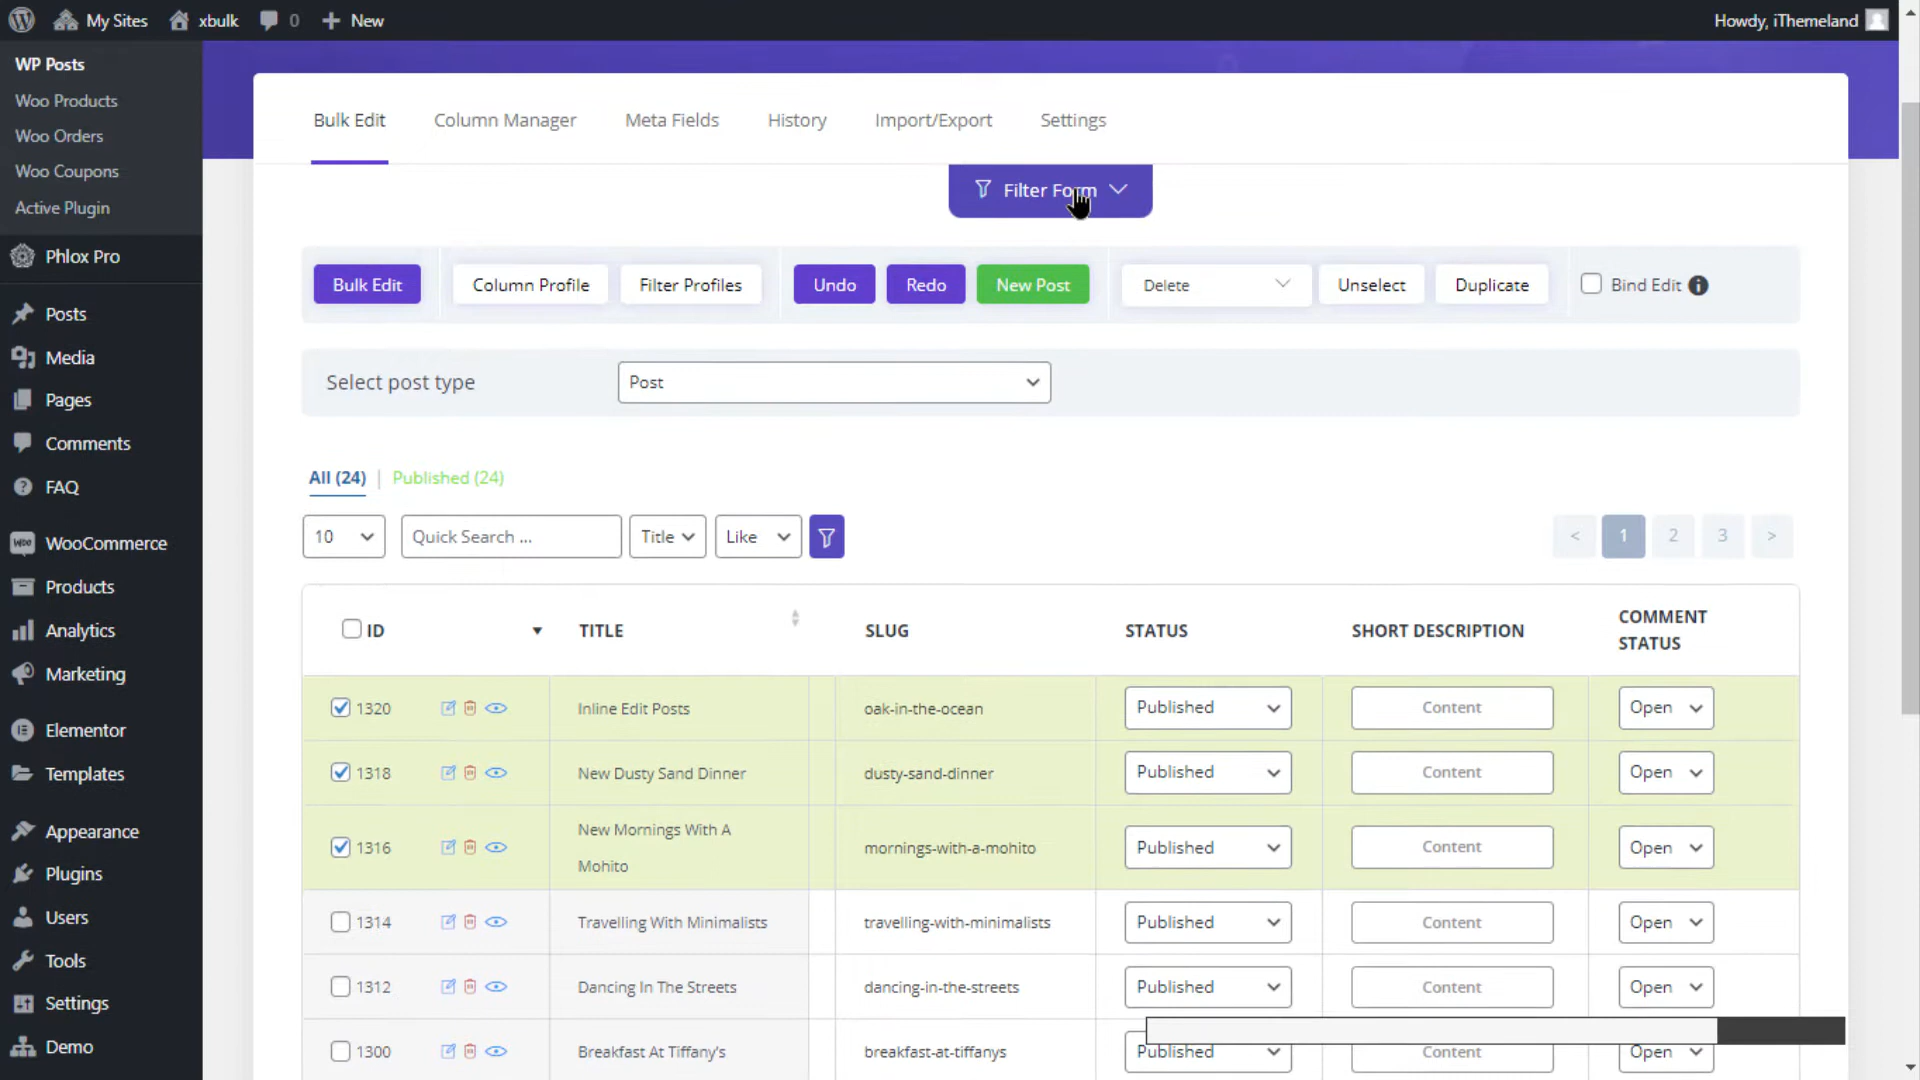 My Sites
xbulk
0
New
Howdy, iThemeland
WP Posts
Woo Products
Woo Orders
Woo Coupons
Active Plugin
Phlox Pro
Posts
Media
Pages
Comments
FAQ
WooCommerce
Products
Analytics
Marketing
Elementor
Templates
Appearance
Plugins
Users
Tools
Settings
Demo
Bulk Edit
Column Manager
Meta Fields
History
Import/Export
Settings
Filter Form
Bulk Edit
Column Profile
Filter Profiles
Undo
Redo
New Post
Delete
Unselect
Duplicate
Bind Edit
Select post type
Post
All (24) | Published (24)
10
Quick Search ...
Title
Like
< 1 2 3 >
ID
TITLE
SLUG
STATUS
SHORT DESCRIPTION
COMMENT
STATUS
1320
Inline Edit Posts
oak-in-the-ocean
Published
Content
Open
1318
New Dusty Sand Dinner
dusty-sand-dinner
Published
Content
Open
1316
New Mornings With A
Mohito
mornings-with-a-mohito
Published
Content
Open
1314
Travelling With Minimalists
travelling-with-minimalists
Published
Content
Open
1312
Dancing In The Streets
dancing-in-the-streets
Published
Content
Open
1300
Breakfast At Tiffany's
breakfast-at-tiffanys
Published
Content
Open